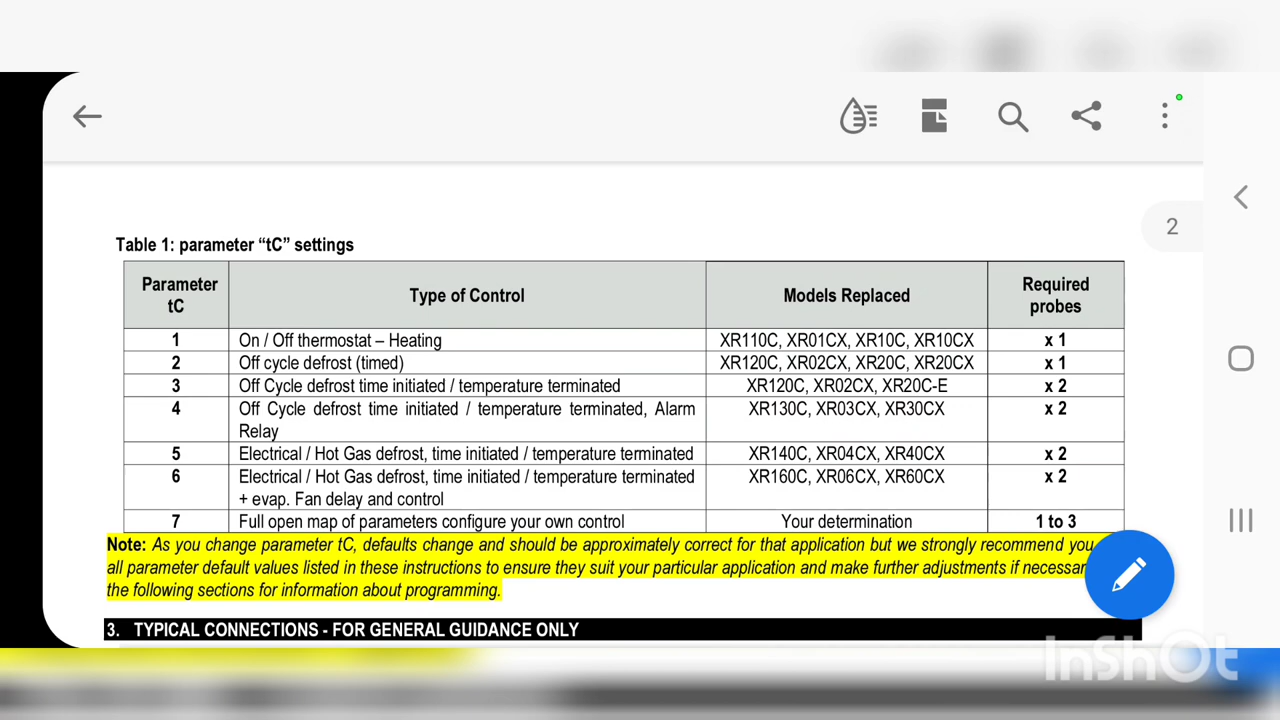 2
Table 1: parameter “tC” settings
Parameter tC Type of Control Models Replaced Required probes
1 On / Off thermostat – Heating XR110C, XR01CX, XR10C, XR10CX x 1
2 Off cycle defrost (timed) XR120C, XR02CX, XR20C, XR20CX x 1
3 Off Cycle defrost time initiated / temperature terminated XR120C, XR02CX, XR20C-E x 2
4 Off Cycle defrost time initiated / temperature terminated, Alarm Relay XR130C, XR03CX, XR30CX x 2
5 Electrical / Hot Gas defrost, time initiated / temperature terminated XR140C, XR04CX, XR40CX x 2
6 Electrical / Hot Gas defrost, time initiated / temperature terminated + evap. Fan delay and control XR160C, XR06CX, XR60CX x 2
7 Full open map of parameters configure your own control Your determination 1 to 3
Note: As you change parameter tC, defaults change and should be approximately correct for that application but we strongly recommend you
all parameter default values listed in these instructions to ensure they suit your particular application and make further adjustments if
the following sections for information about programming.
3. TYPICAL CONNECTIONS - FOR GENERAL GUIDANCE ONLY
InShOt